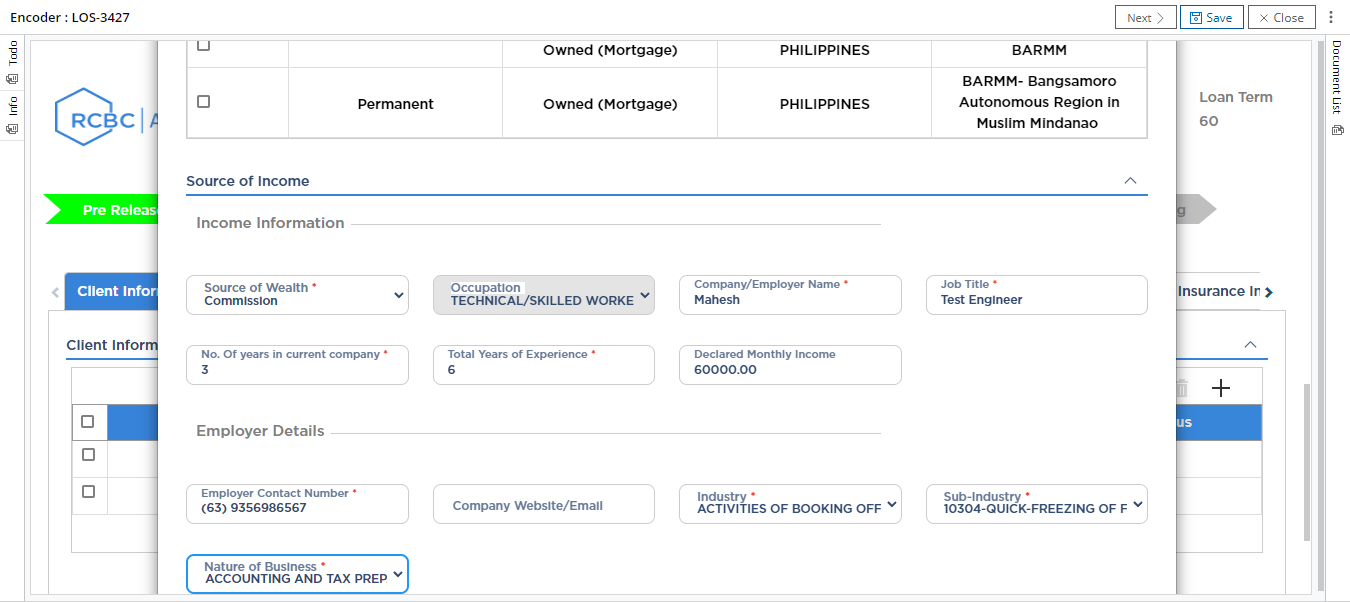 Encoder : LOS-3427
Next
Save
Close
Todo
Info
Document List
RCBC
Loan Term
60
Owned (Mortgage) PHILIPPINES BARMM
Permanent Owned (Mortgage) PHILIPPINES BARMM- Bangsamoro
Autonomous Region in
Muslim Mindanao
Source of Income
Pre Releas
g
Income Information
Client Infor
Insurance In
Source of Wealth *
Commission
Occupation
TECHNICAL/SKILLED WORKE
Company/Employer Name *
Mahesh
Job Title *
Test Engineer
Client Inform
No. Of years in current company *
3
Total Years of Experience *
6
Declared Monthly Income
60000.00
us
Employer Details
Employer Contact Number *
(63) 9356986567
Company Website/Email
Industry *
ACTIVITIES OF BOOKING OFF
Sub-Industry *
10304-QUICK-FREEZING OF F
Nature of Business *
ACCOUNTING AND TAX PREP